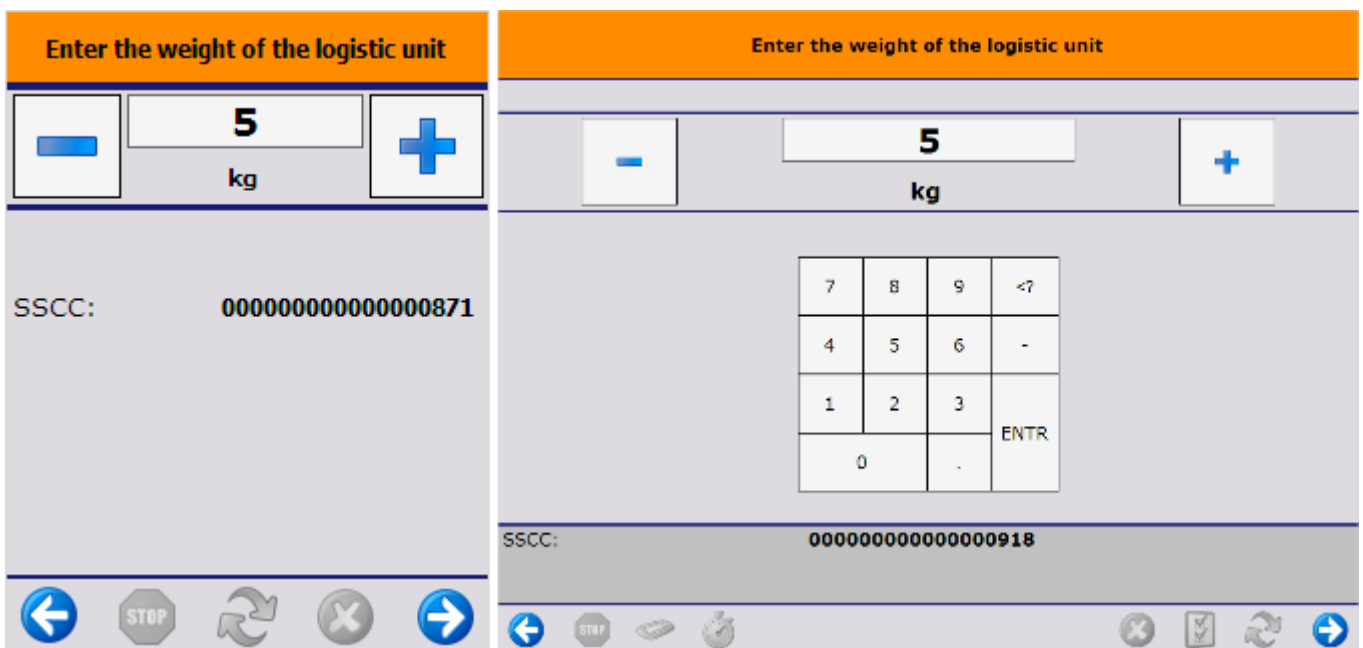 Enter the weight of the logistic unit
5
kg
SSCC: 000000000000000871
STOP
Enter the weight of the logistic unit
5
kg
7 8 9 <?
4 5 6 -
1 2 3
ENTR
0 .
SSCC: 000000000000000918
STOP